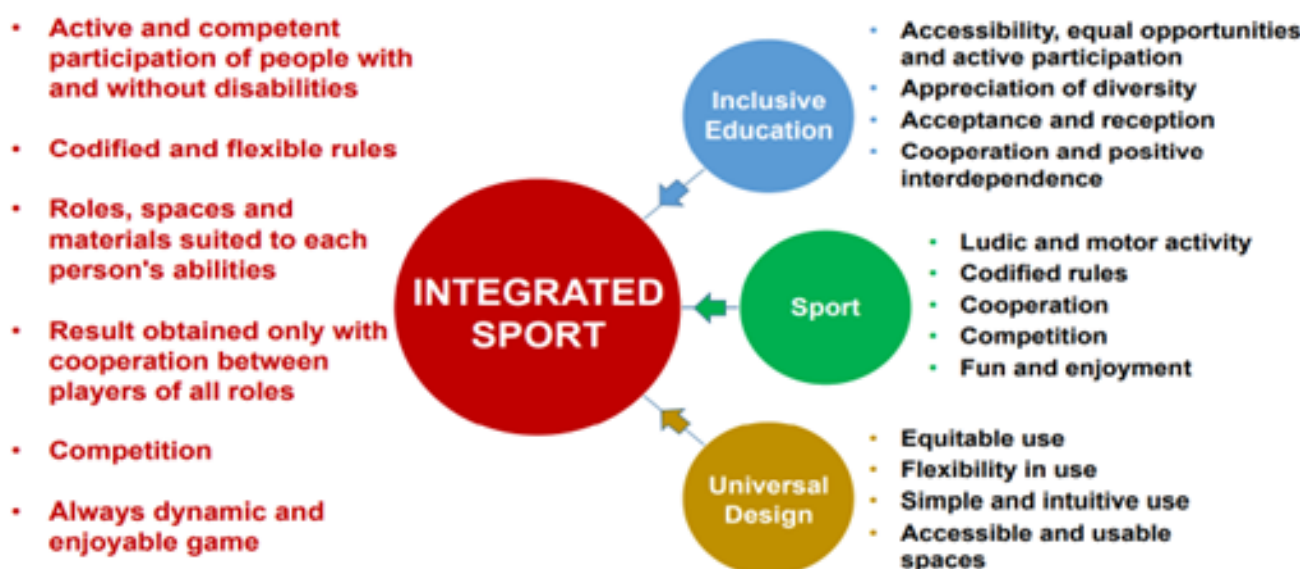 • Active and competent
participation of people with
and without disabilities
• Codified and flexible rules
• Roles, spaces and
materials suited to each
person's abilities
• Result obtained only with
cooperation between
players of all roles
• Competition
• Always dynamic and
enjoyable game
INTEGRATED
SPORT
Inclusive
Education
• Accessibility, equal opportunities
and active participation
• Appreciation of diversity
• Acceptance and reception
• Cooperation and positive
interdependence
Sport
• Ludic and motor activity
• Codified rules
• Cooperation
• Competition
• Fun and enjoyment
Universal
Design
• Equitable use
• Flexibility in use
• Simple and intuitive use
• Accessible and usable
spaces